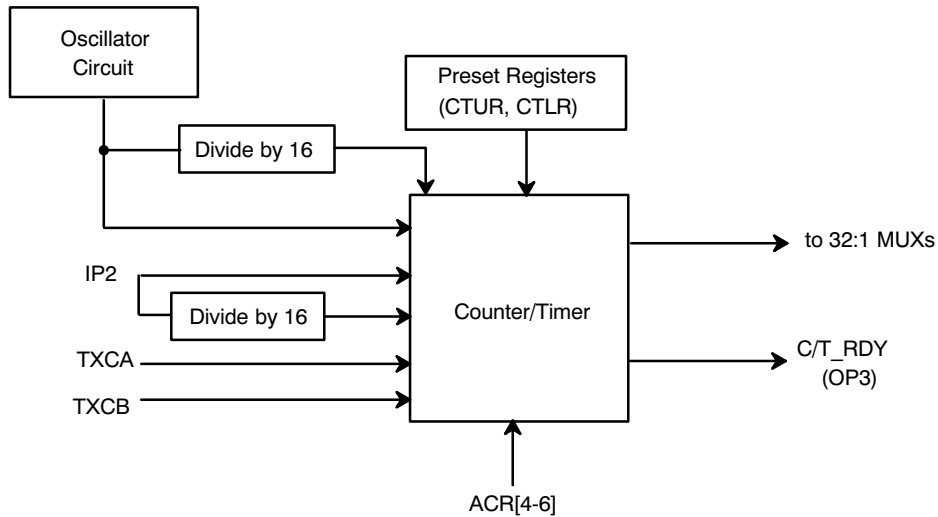 Oscillator
Circuit
Preset Registers
(CTUR, CTLR)
Divide by 16
to 32:1 MUXs
IP2
Divide by 16
Counter/Timer
TXCA
C/T_RDY
(OP3)
TXCB
ACR[4-6]